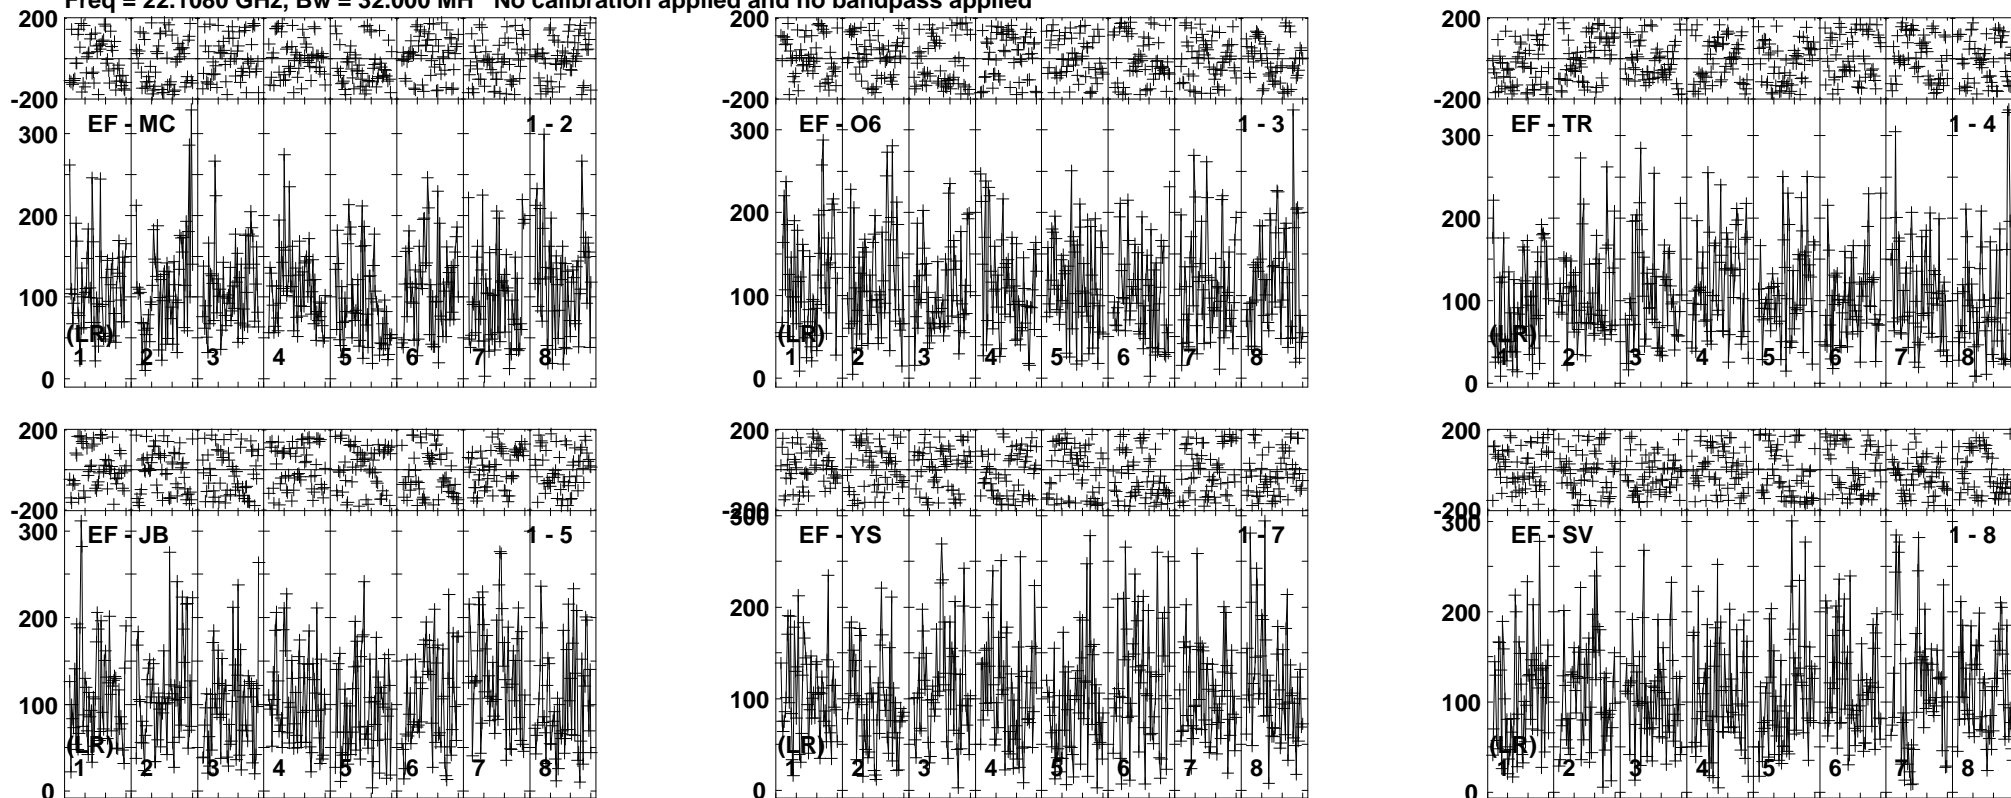 Freq = 22.1080 GHz, Bw = 32.000 MH No calibration applied and no bandpass applied
200 200 200
-200 -200 -200
EF - MC 1 - 2 EF - O6 1 - 3 EF - TR 1 - 4
300 300 300
200 200 200
100 100 100
(LR) (LR) (LR)
1 2 3 4 5 6 7 8 1 2 3 4 5 6 7 8 1 2 3 4 5 6 7 8
0 0 0
200 200 200
-200 -200 -200
EF - JB 1 - 5 EF - YS 1 - 7 EF - SV 1 - 8
300 300 300
200 200 200
100 100 100
(LR) (LR) (LR)
1 2 3 4 5 6 7 8 1 2 3 4 5 6 7 8 1 2 3 4 5 6 7 8
0 0 0